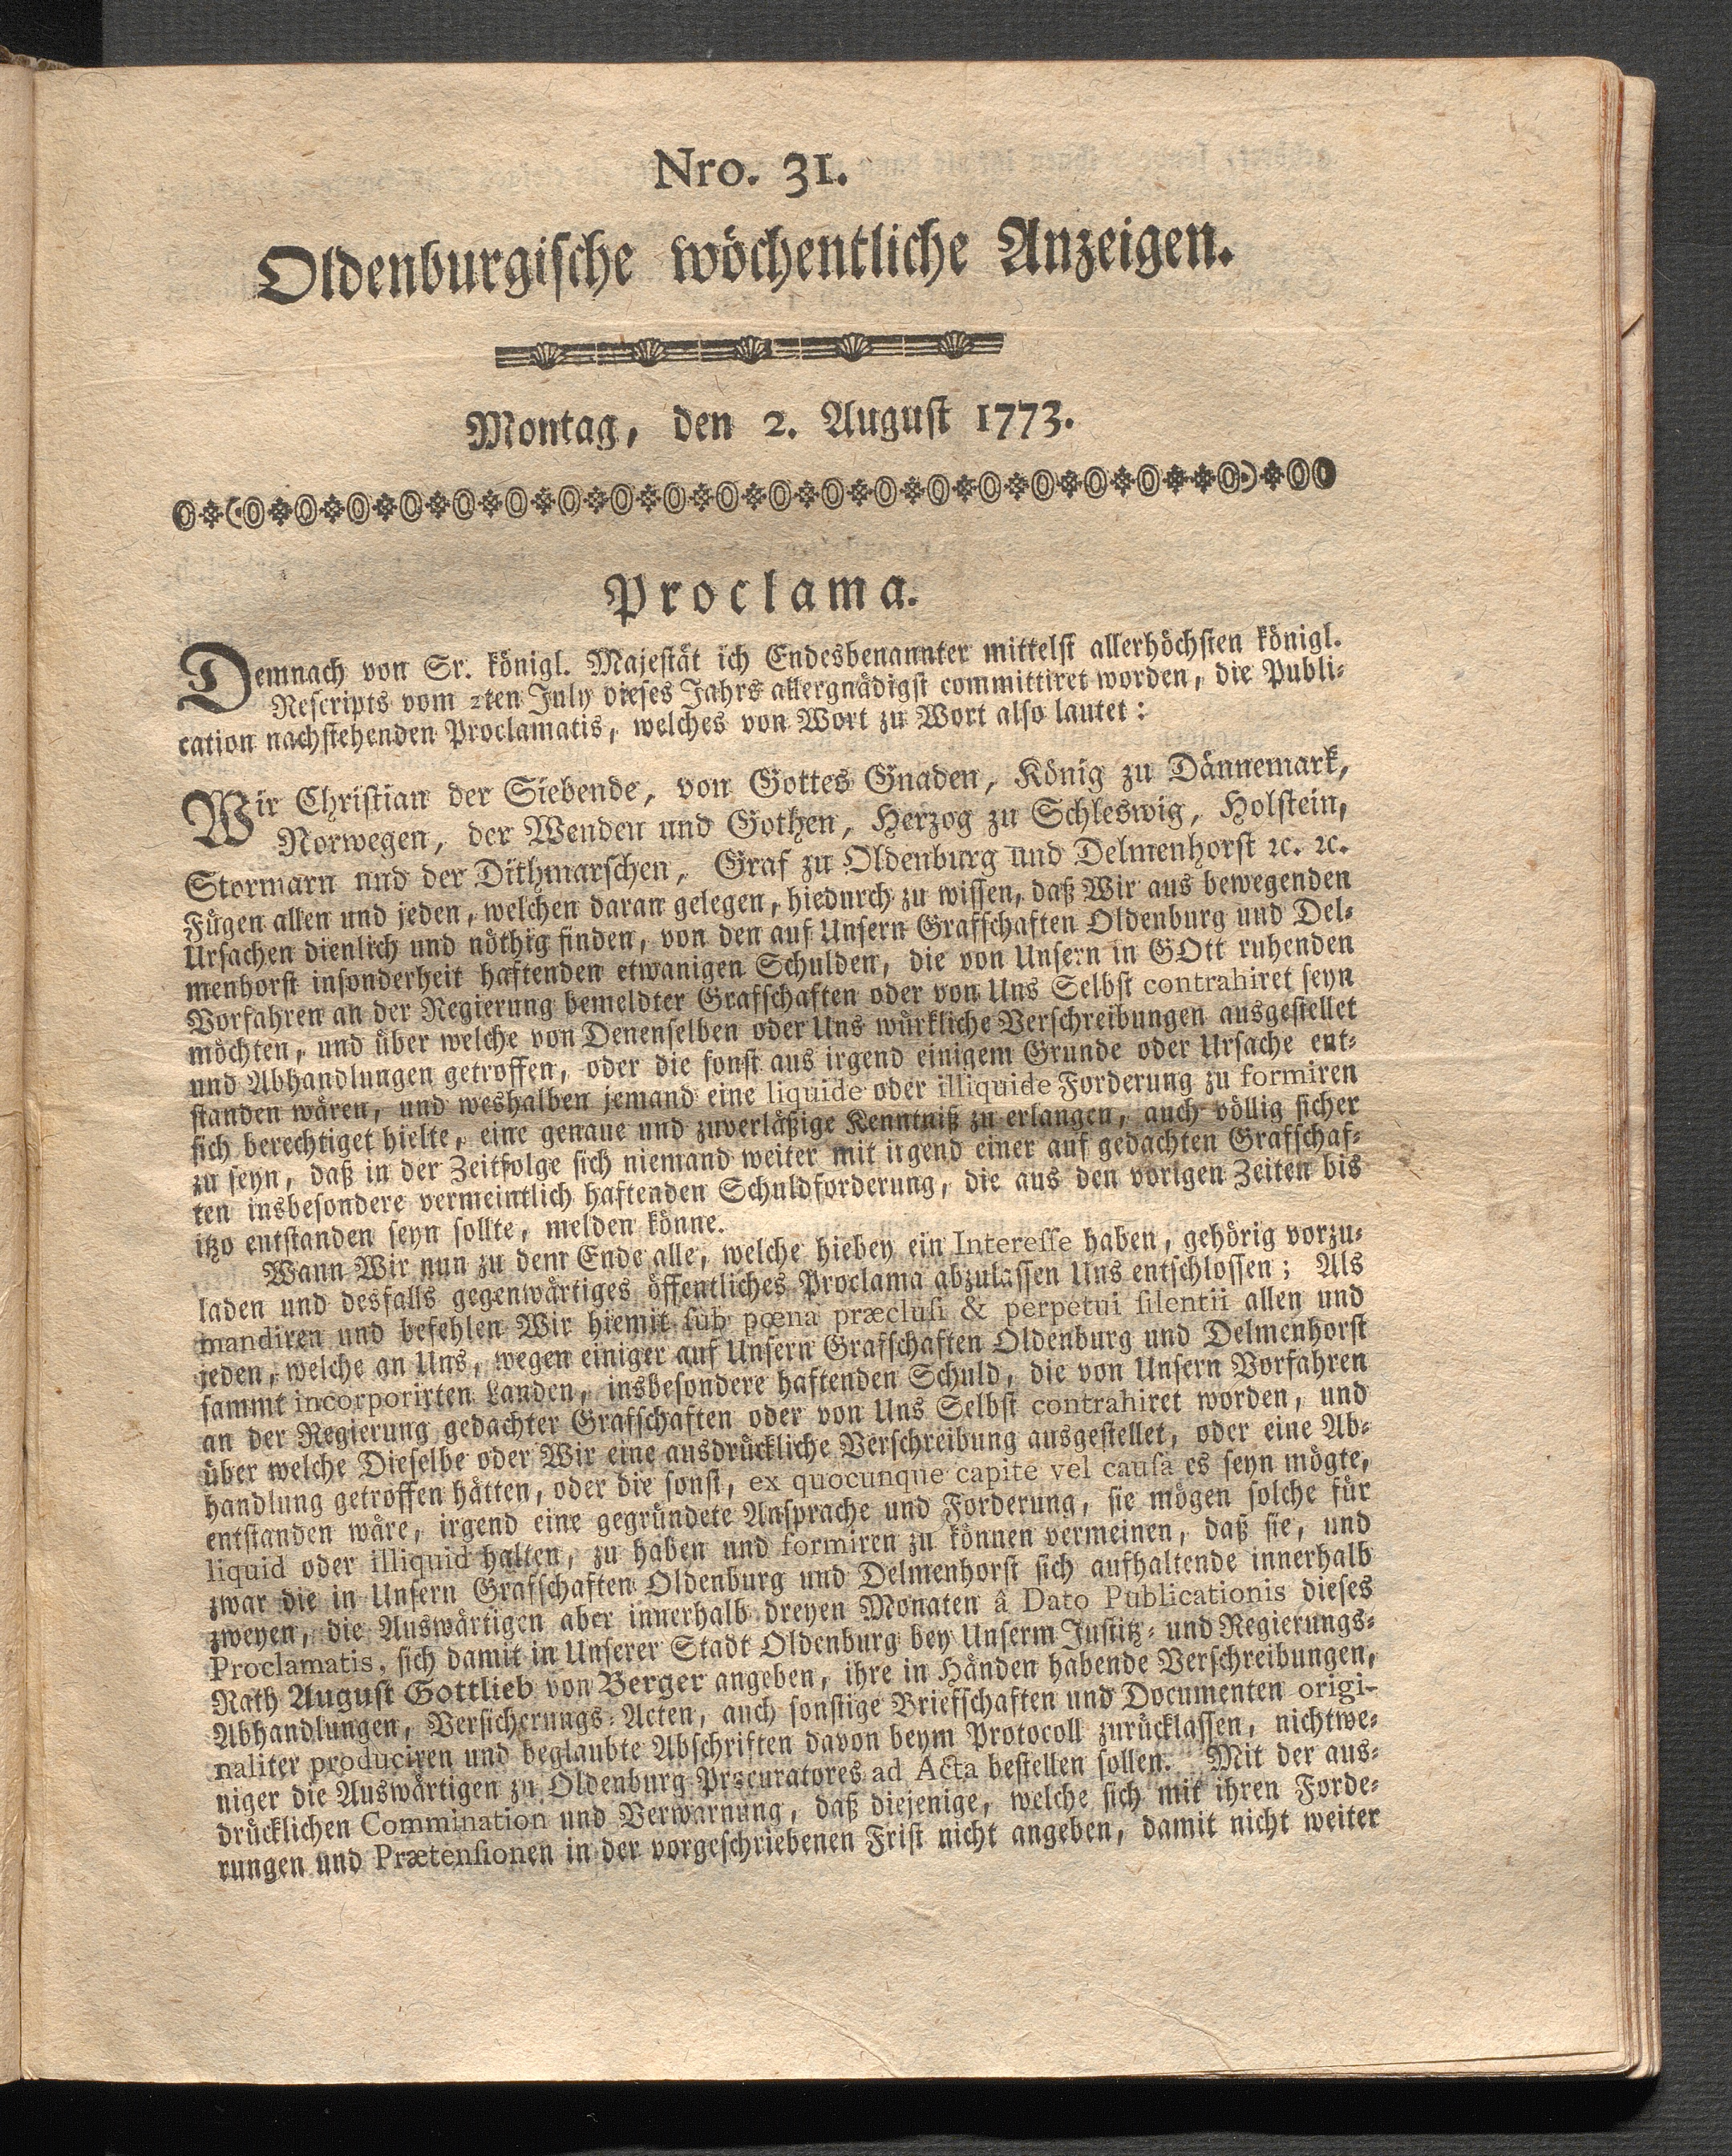 Nro. 31.
Oldenburgische wöchentliche Anzeigen.
Montag, den 2. August 1773.
Proclama.
Demnach von Sr. königl. Majestät ich Endesbenannter mittelst allerhöchsten königl.
Rescripts vom 2ten July dieses Jahrs allergnädigst committiret worden, die Publi-
cation nachstehenden Proclamatis, welches von Wort zu Wort also lautet:
Wir Christian der Siebende, von Gottes Gnaden, König zu Dännemark,
Norwegen, der Wenden und Gothen, Herzog zu Schleswig, Holstein,
Stormarn nnd der Dithmarschen, Graf zu Oldenburg und Delmenhorst ꝛc. ꝛc.
Fügen allen und jeden, welchen daran gelegen, hiedurch zu wissen, daß Wir aus bewegenden
Ursachen dienlich und nöthig finden, von den auf Unsern Grafschaften Oldenburg und Del-
menhorst insonderheit haftenden etwanigen Schulden, die von Unsern in GOtt ruhenden
Vorfahren an der Regierung bemeldter Grafschaften oder von Uns Selbst contrahiret seyn
möchten, und über welche von Denenselben oder Uns würkliche Verschreibungen ausgestellet
und Abhandlungen getroffen, oder die sonst aus irgend einigem Grunde oder Ursache ent-
standen wären, und weshalben jemand eine liquide oder illiquide Forderung zu formiren
sich berechtiget hielte, eine genaue und zuverläßige Kenntniß zu erlangen, auch völlig sicher
zu seyn, daß in der Zeitfolge sich niemand weiter mit irgend einer auf gedachten Grafschaf-
ten insbesondere vermeintlich haftenden Schuldforderung, die aus den vorigen Zeiten bis
itzo entstanden seyn sollte, melden könne.
Wann Wir nun zu dem Ende alle, welche hiebey ein Interesse haben, gehörig vorzu-
laden und desfalls gegenwärtiges öffentliches Proclama abzulassen Uns entschlossen; Als
mandiren und befehlen Wir hiemit sub pœna præclusi & perpetui silentii allen und
jeden, welche an Uns, wegen einiger auf Unsern Grafschaften Oldenburg und Delmenhorst
sammt incorporirten Landen, insbesondere haftenden Schuld, die von Unsern Vorfahren
an der Regierung gedachter Grafschaften oder von Uns Selbst contrahiret worden, und
über welche Dieselbe oder Wir eine ausdrückliche Verschreibung ausgestellet, oder eine Ab-
handlung getroffen hätten, oder die sonst, ex quocunque capite vel causâ es seyn mögte,
entstanden wäre, irgend eine gegründete Ansprache und Forderung, sie mögen solche für
liquid oder illiquid halten, zu haben und formiren zu können vermeinen, daß sie, und
zwar die in Unsern Grafschaften Oldenburg und Delmenhorst sich aufhaltende innerhalb
zweyen, die Auswärtigen aber innerhalb dreyen Monaten â Dato Publicationis dieses
Proclamatis, sich damit in Unserer Stadt Oldenburg bey Unserm Justitz- und Regierungs-
Rath August Gottlieb von Berger angeben, ihre in Händen habende Verschreibungen,
Abhandlungen, Versicherungs-Acten, auch sonstige Briefschaften und Documenten origi-
naliter produciren und beglaubte Abschriften davon beym Protocoll zurücklassen, nichtwe-
niger die Auswärtigen zu Oldenburg Procuratores ad Acta bestellen sollen. Mit der aus-
drücklichen Commination und Verwarnung, daß diejenige, welche sich mit ihren Forde-
rungen und Prætensionen in der vorgeschriebenen Frist nicht angeben, damit nicht weiter